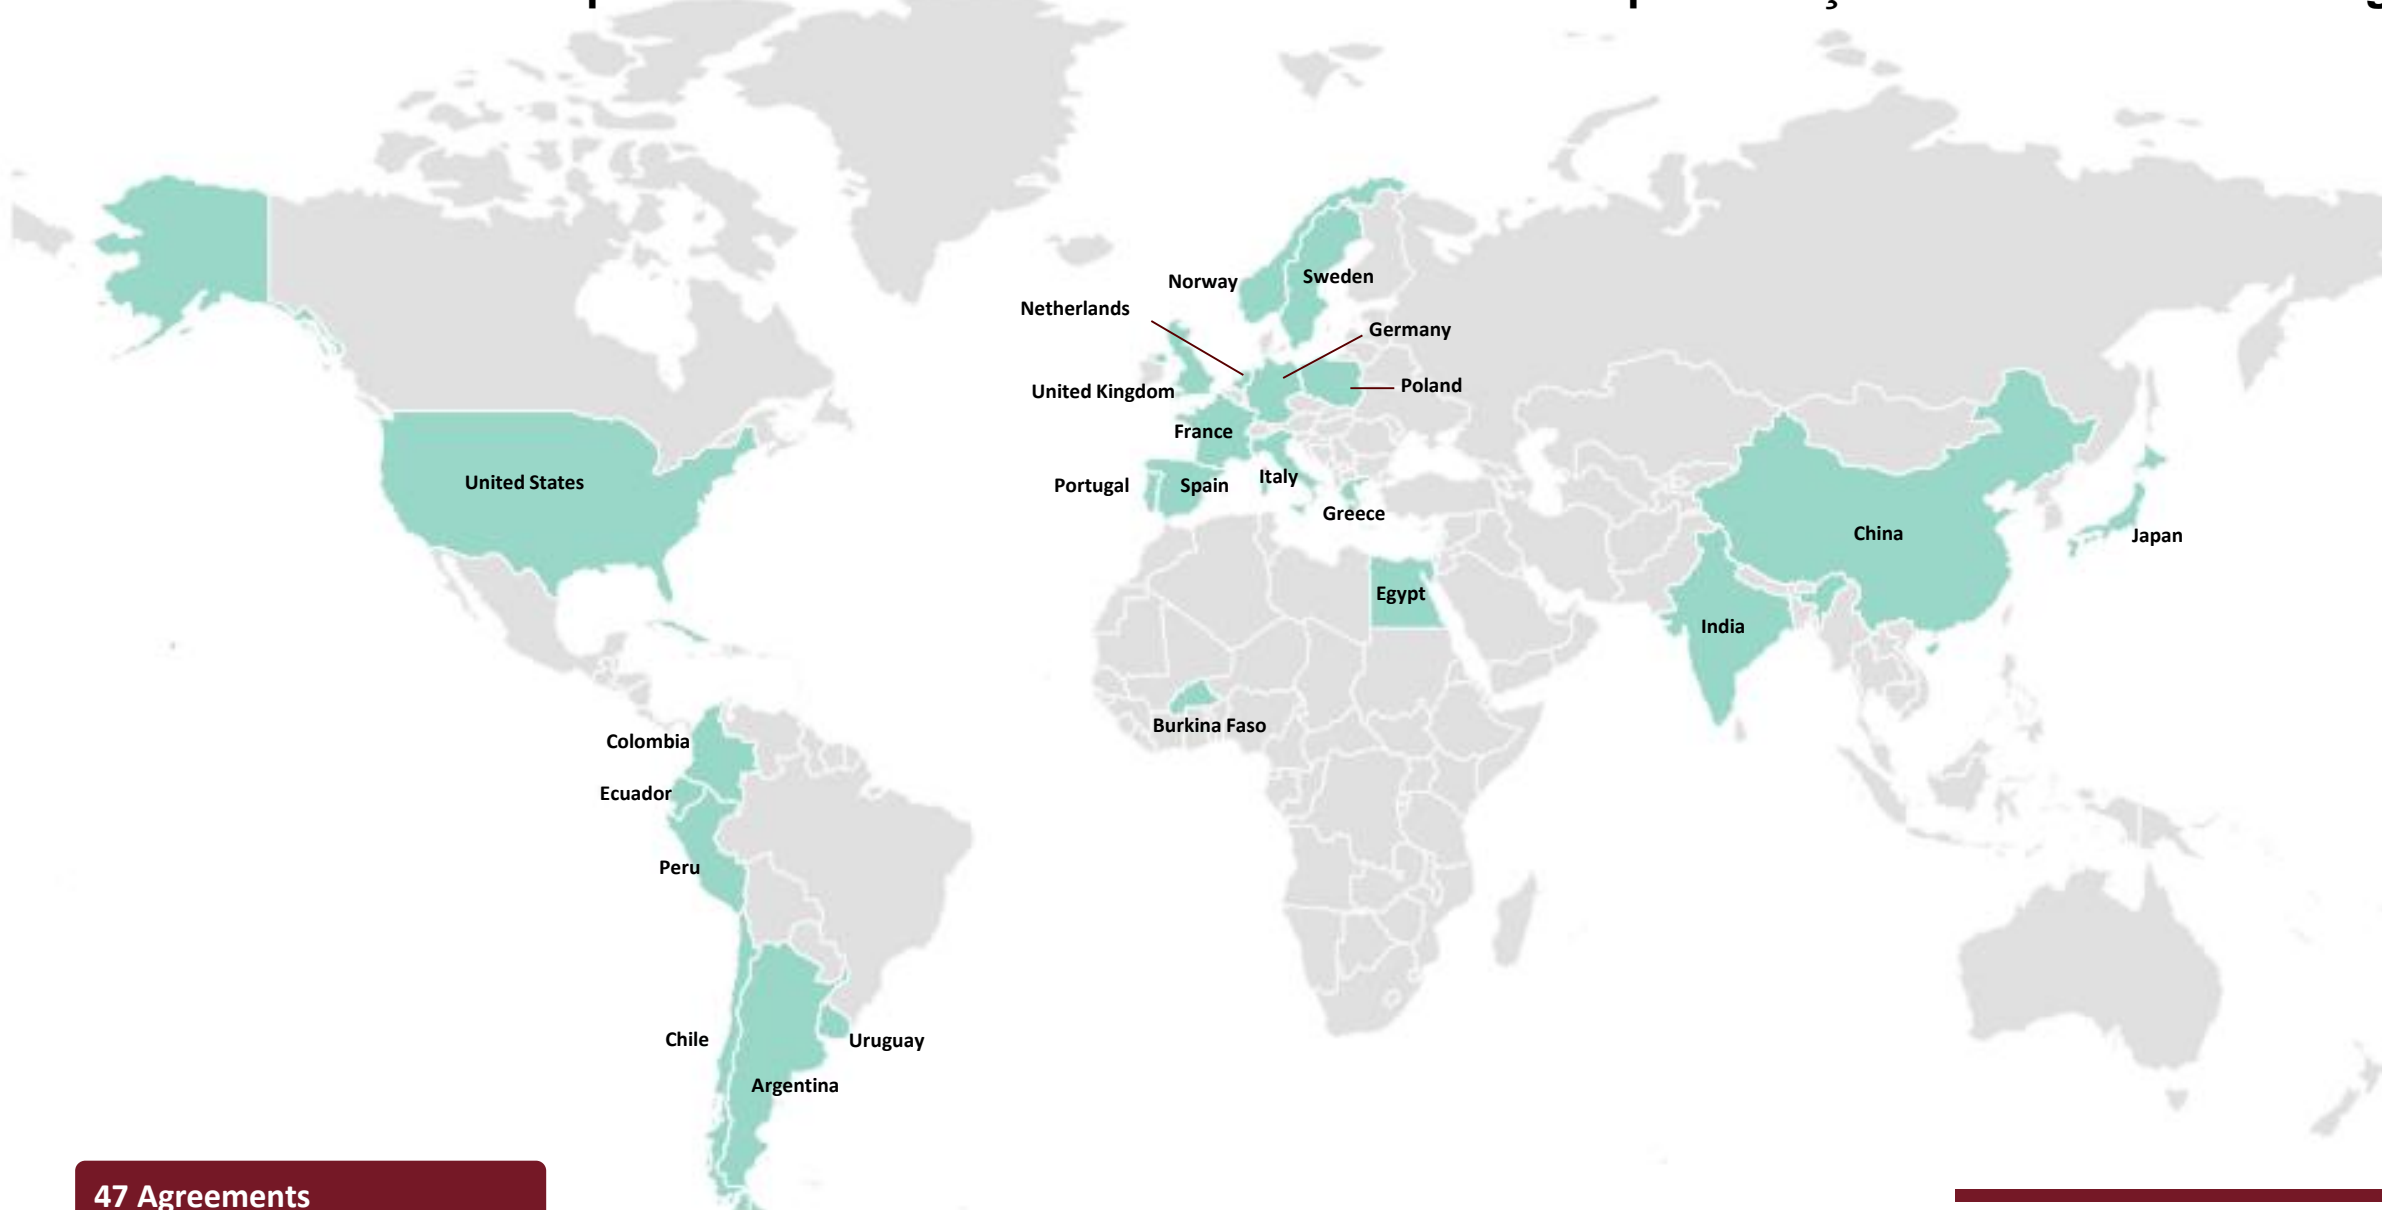 Norway
Sweden
Netherlands
Germany
United Kingdom
Poland
France
United States
Portugal
Spain
Italy
Greece
China
Japan
Egypt
India
Burkina Faso
Colombia
Ecuador
Peru
Chile
Uruguay
Argentina
47 Agreements